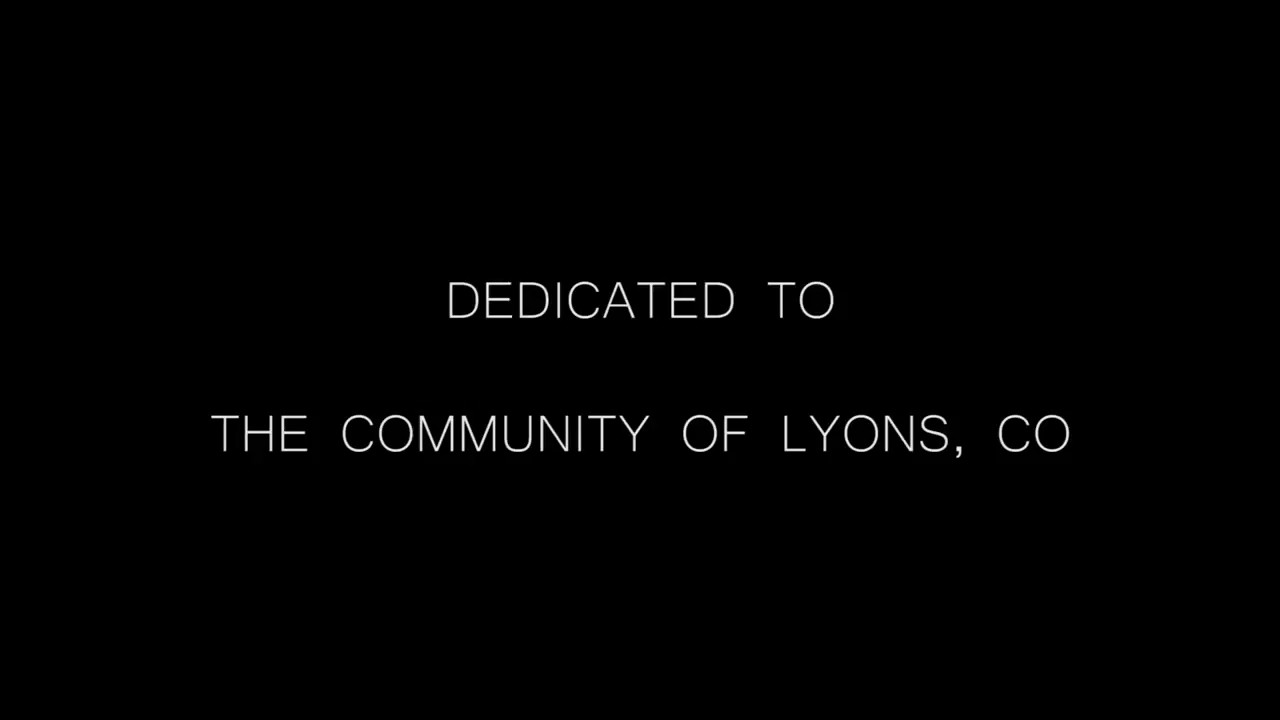 DEDICATED TO
THE COMMUNITY OF LYONS, CO